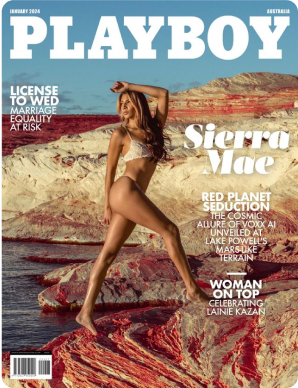 JANUARY 2024
AUSTRALIA
PLAYBOY
LICENSE
TO WED
MARRIAGE
EQUALITY
AT RISK
Sierra
Mae
RED PLANET
SEDUCTION
THE COSMIC
ALLURE OF VOXX AI
UNVEILED AT
LAKE POWELL'S
MARS-LIKE
TERRAIN
WOMAN
ON TOP
CELEBRATING
LAINIE KAZAN